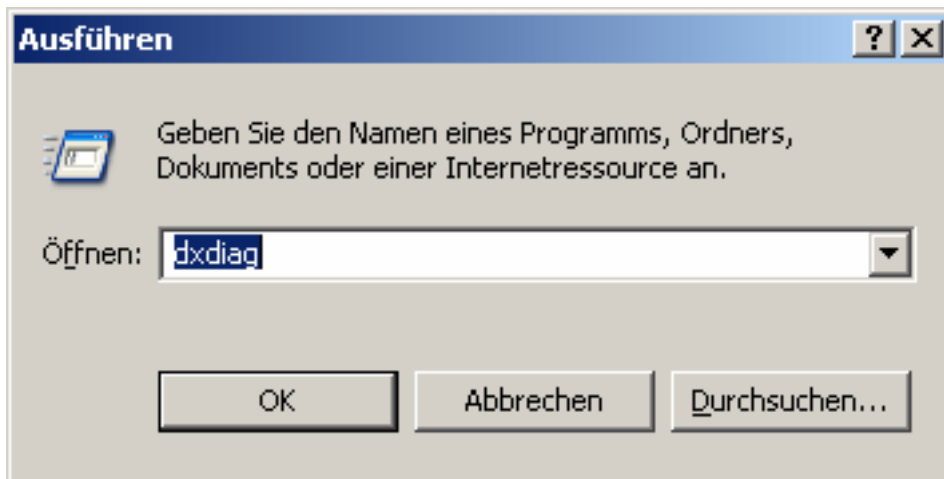 Ausführen
Geben Sie den Namen eines Programms, Ordners,
Dokuments oder einer Internetressource an.
Öffnen: dxdiag
OK Abbrechen Durchsuchen...